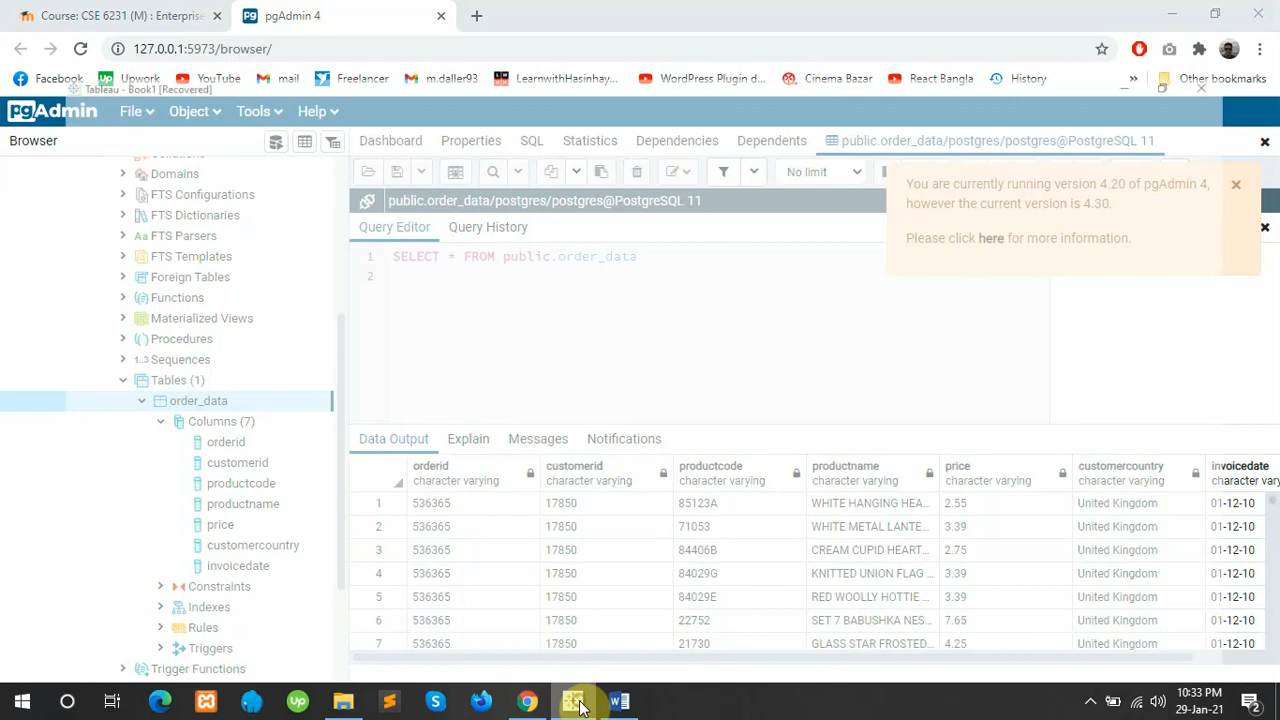 Course: CSE 6231 (M) : Enterprise
pgAdmin 4
127.0.0.1:5973/browser/
Facebook
Upwork
YouTube
mail
Freelancer
m.daller93
LearnwithHasinhay...
WordPress Plugin d...
Cinema Bazar
React Bangla
History
»
Other bookmarks
Tableau - Book1 [Recovered]
pgAdmin
File
Object
Tools
Help
Browser
Dashboard
Properties
SQL
Statistics
Dependencies
Dependents
public.order_data/postgres/postgres@PostgreSQL 11
No limit
You are currently running version 4.20 of pgAdmin 4,
however the current version is 4.30.
Please click here for more information.
public.order_data/postgres/postgres@PostgreSQL 11
Query Editor
Query History
1 SELECT * FROM public.order_data
2
Domains
FTS Configurations
FTS Dictionaries
FTS Parsers
FTS Templates
Foreign Tables
Functions
Materialized Views
Procedures
1..3 Sequences
Tables (1)
order_data
Columns (7)
orderid
customerid
productcode
productname
price
customercountry
invoicedate
Constraints
Indexes
Rules
Triggers
Trigger Functions
Data Output
Explain
Messages
Notifications
orderid customerid productcode productname price customercountry invoicedate
character varying character varying character varying character varying character varying character varying character vary
1 536365 17850 85123A WHITE HANGING HEA... 2.55 United Kingdom 01-12-10
2 536365 17850 71053 WHITE METAL LANTE... 3.39 United Kingdom 01-12-10
3 536365 17850 84406B CREAM CUPID HEART... 2.75 United Kingdom 01-12-10
4 536365 17850 84029G KNITTED UNION FLAG ... 3.39 United Kingdom 01-12-10
5 536365 17850 84029E RED WOOLLY HOTTIE ... 3.39 United Kingdom 01-12-10
6 536365 17850 22752 SET 7 BABUSHKA NES... 7.65 United Kingdom 01-12-10
7 536365 17850 21730 GLASS STAR FROSTED... 4.25 United Kingdom 01-12-10
10:33 PM
29-Jan-21
2